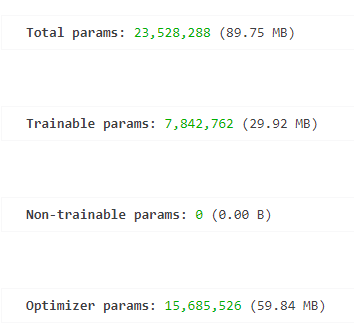 Total params: 23,528,288 (89.75 MB)
Trainable params: 7,842,762 (29.92 MB)
Non-trainable params: 0 (0.00 B)
Optimizer params: 15,685,526 (59.84 MB)